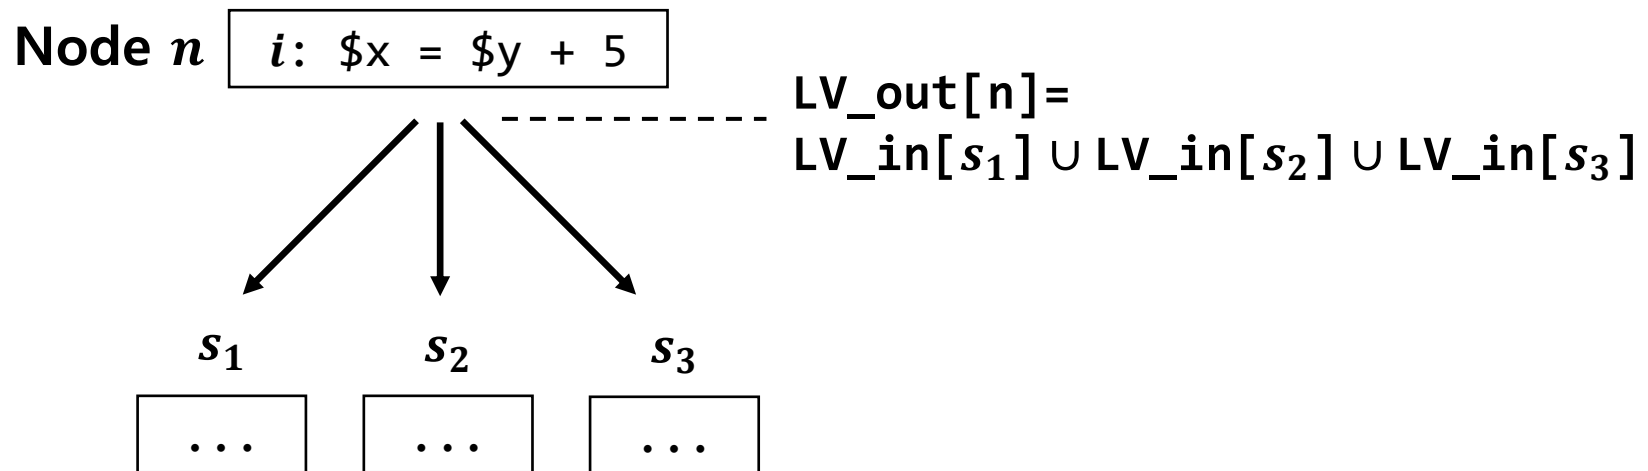 Node n
i: $x = $y + 5
LV_out[n]=
LV_in[s₁] ∪ LV_in[s₂] ∪ LV_in[s₃]
s₁ s₂ s₃
... ... ...